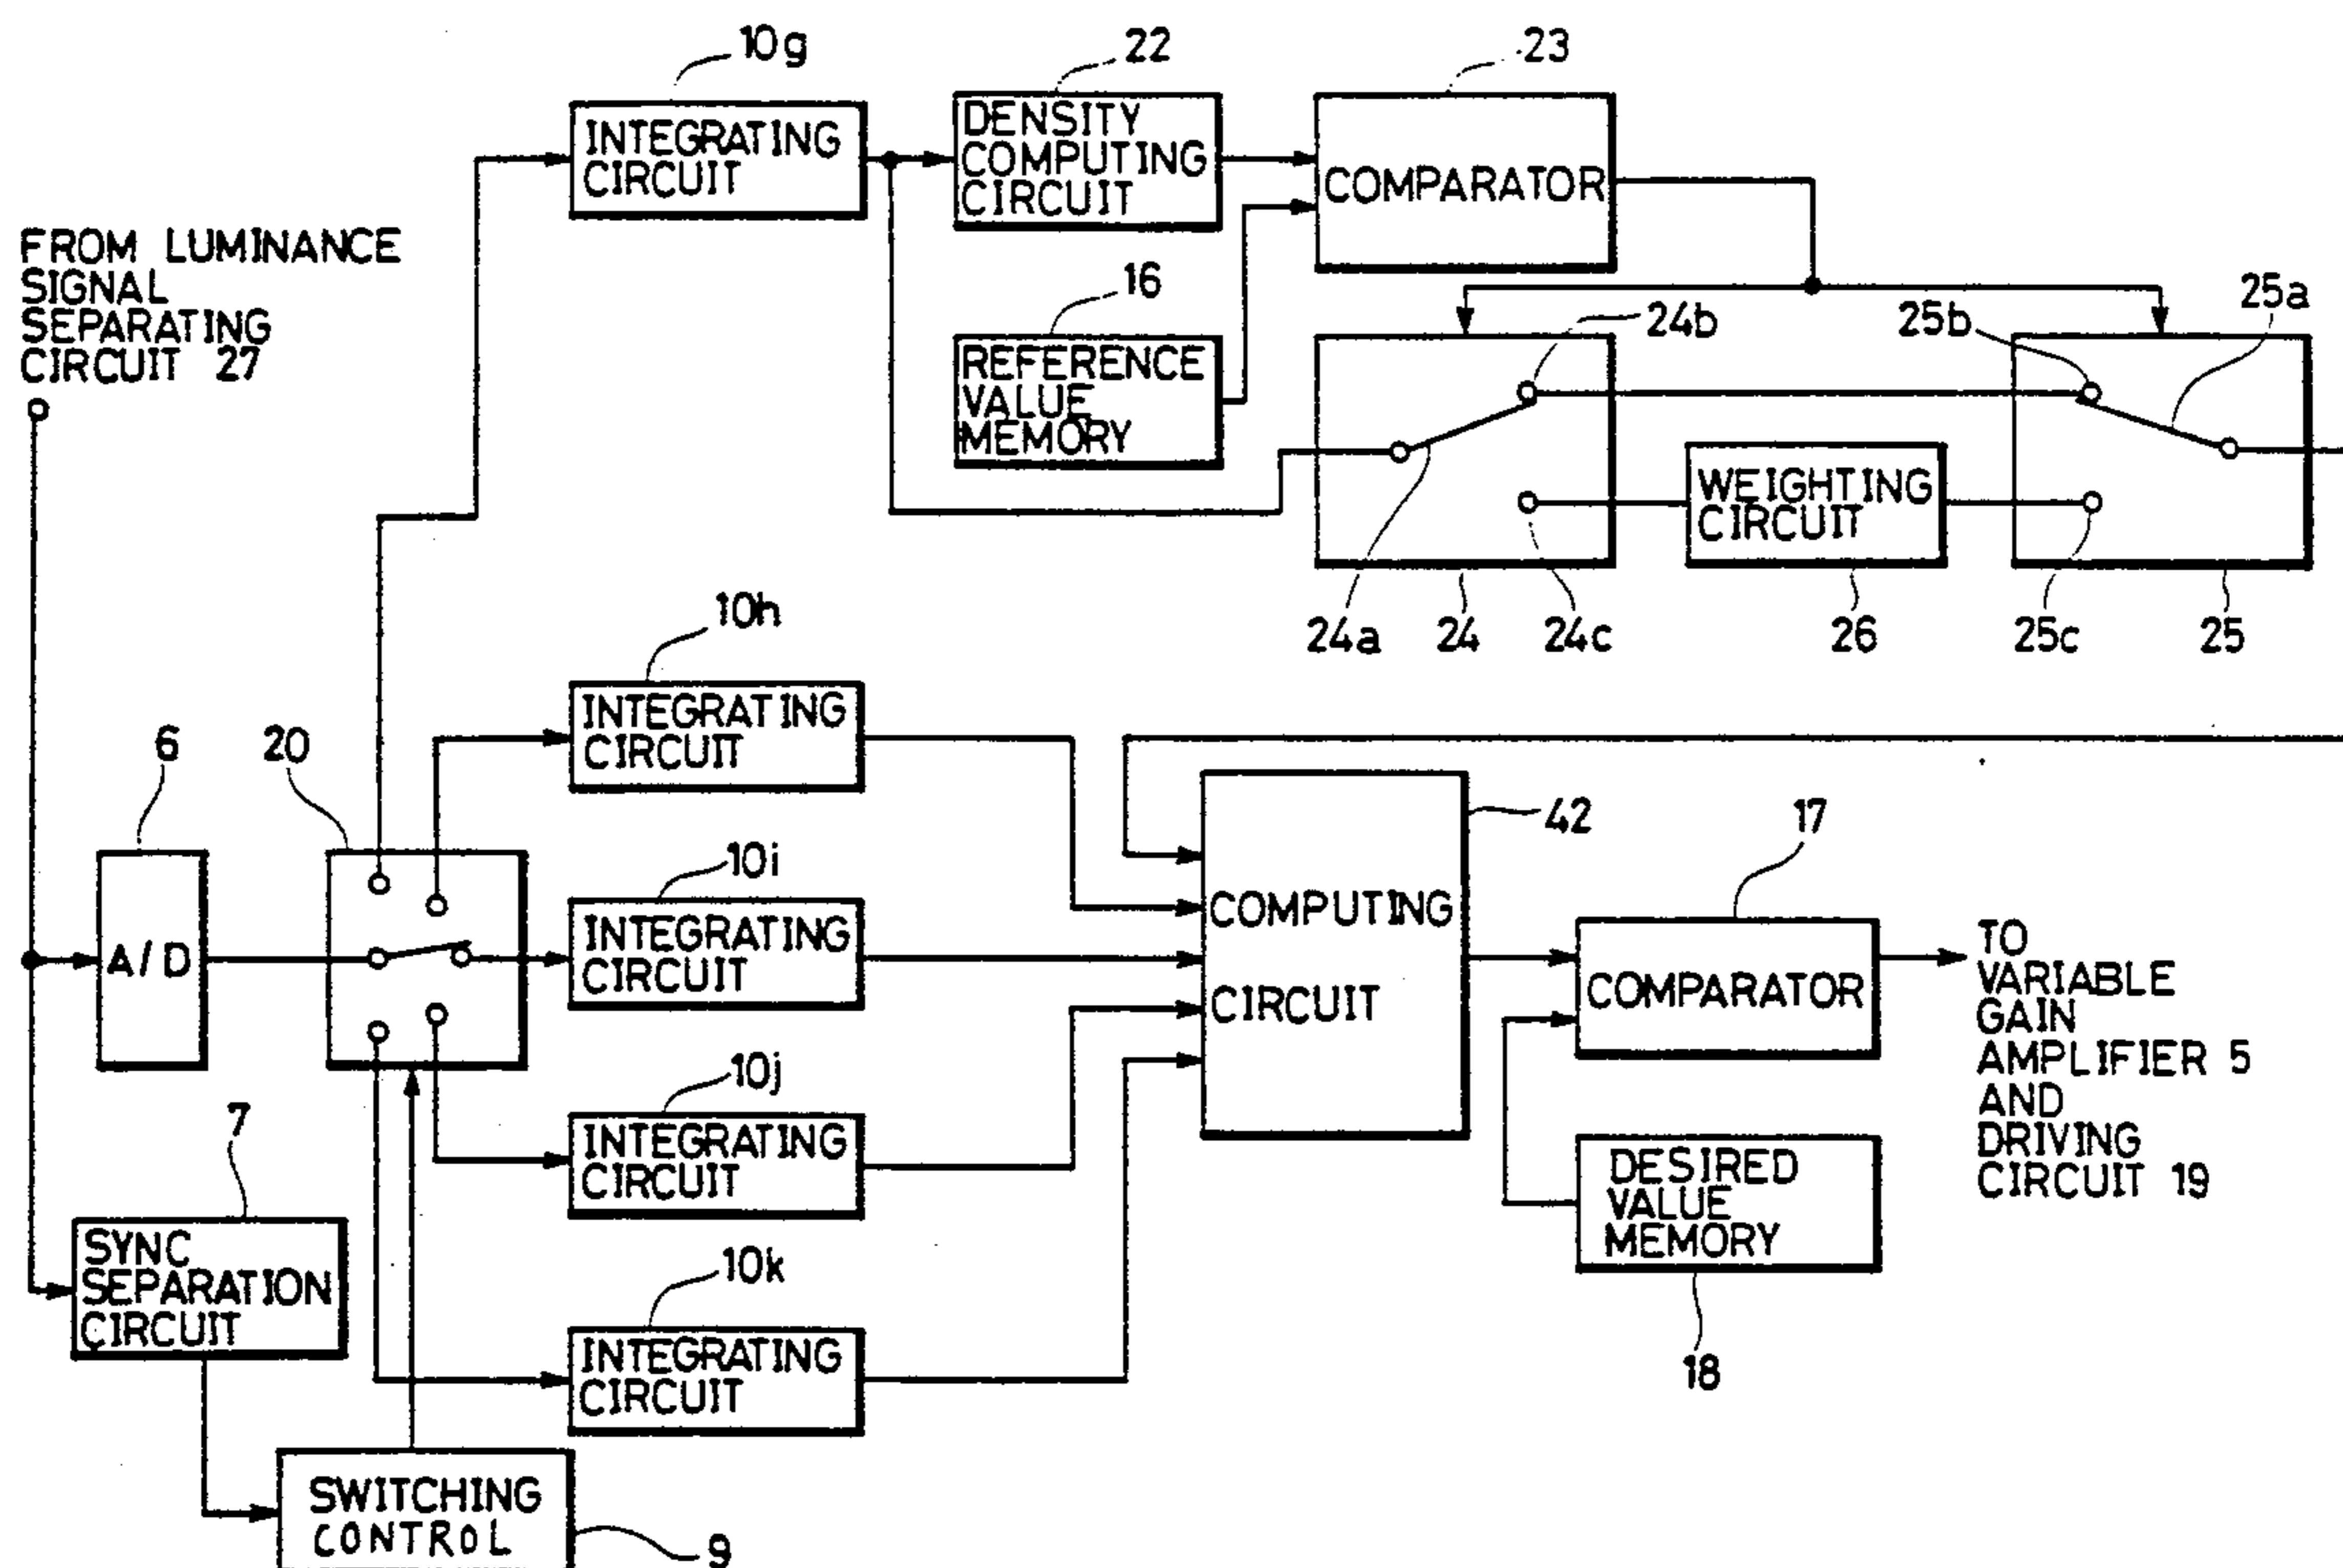 10g
22
23
INTEGRATING
CIRCUIT
DENSITY
COMPUTING
CIRCUIT
COMPARATOR
FROM LUMINANCE
SIGNAL
SEPARATING
CIRCUIT 27
16
REFERENCE
VALUE
MEMORY
24b
25b
25a
WEIGHTING
CIRCUIT
24a
24
24c
26
25c
25
10h
INTEGRATING
CIRCUIT
6
20
A/D
10i
INTEGRATING
CIRCUIT
COMPUTING
CIRCUIT
42
17
COMPARATOR
TO
VARIABLE
GAIN
AMPLIFIER 5
AND
DRIVING
CIRCUIT 19
10j
INTEGRATING
CIRCUIT
DESIRED
VALUE
MEMORY
18
7
SYNC
SEPARATION
CIRCUIT
10k
INTEGRATING
CIRCUIT
SWITCHING
CONTROL
9